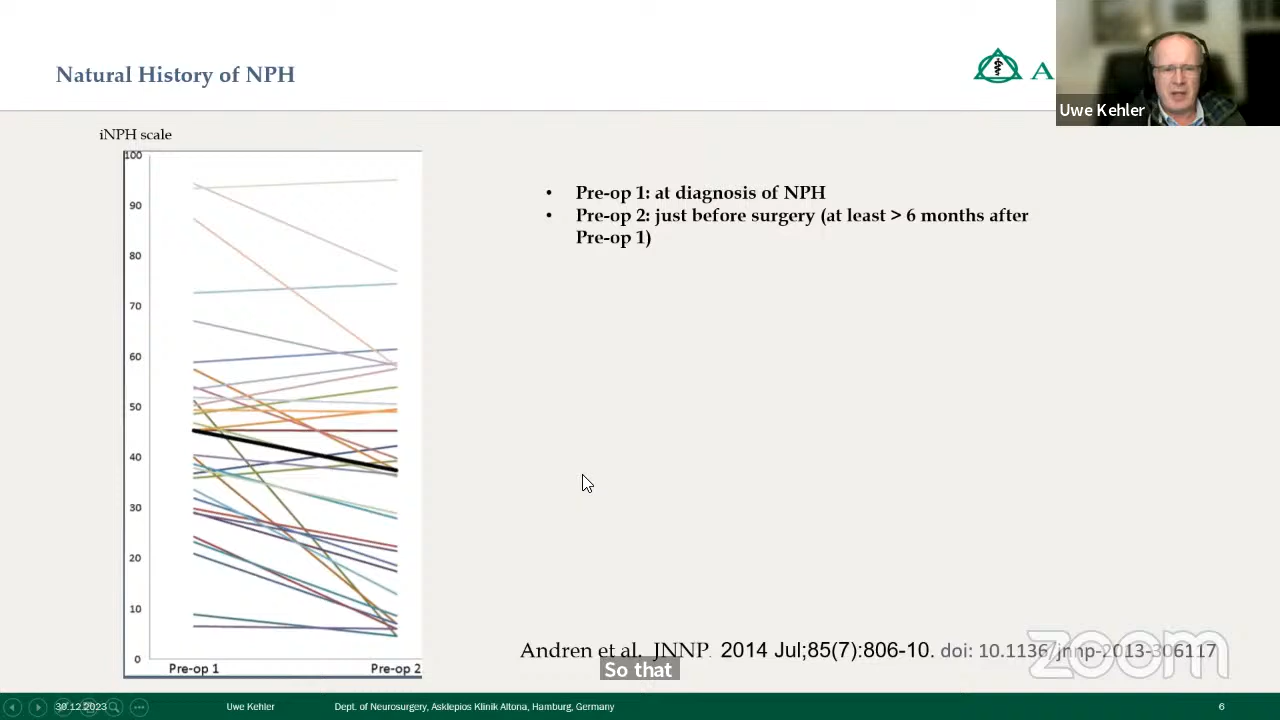 Natural History of NPH
A
Uwe Kehler
iNPH scale
100
90
80
70
60
50
40
30
20
10
0
Pre-op 1
Pre-op 2
• Pre-op 1: at diagnosis of NPH
• Pre-op 2: just before surgery (at least > 6 months after
Pre-op 1)
Andren et al. JNNP. 2014 Jul;85(7):806-10. doi: 10.1136/jnnp-2013-306117
zoom
So that
30.12.2023
Uwe Kehler
Dept. of Neurosurgery, Asklepios Klinik Altona, Hamburg, Germany
6